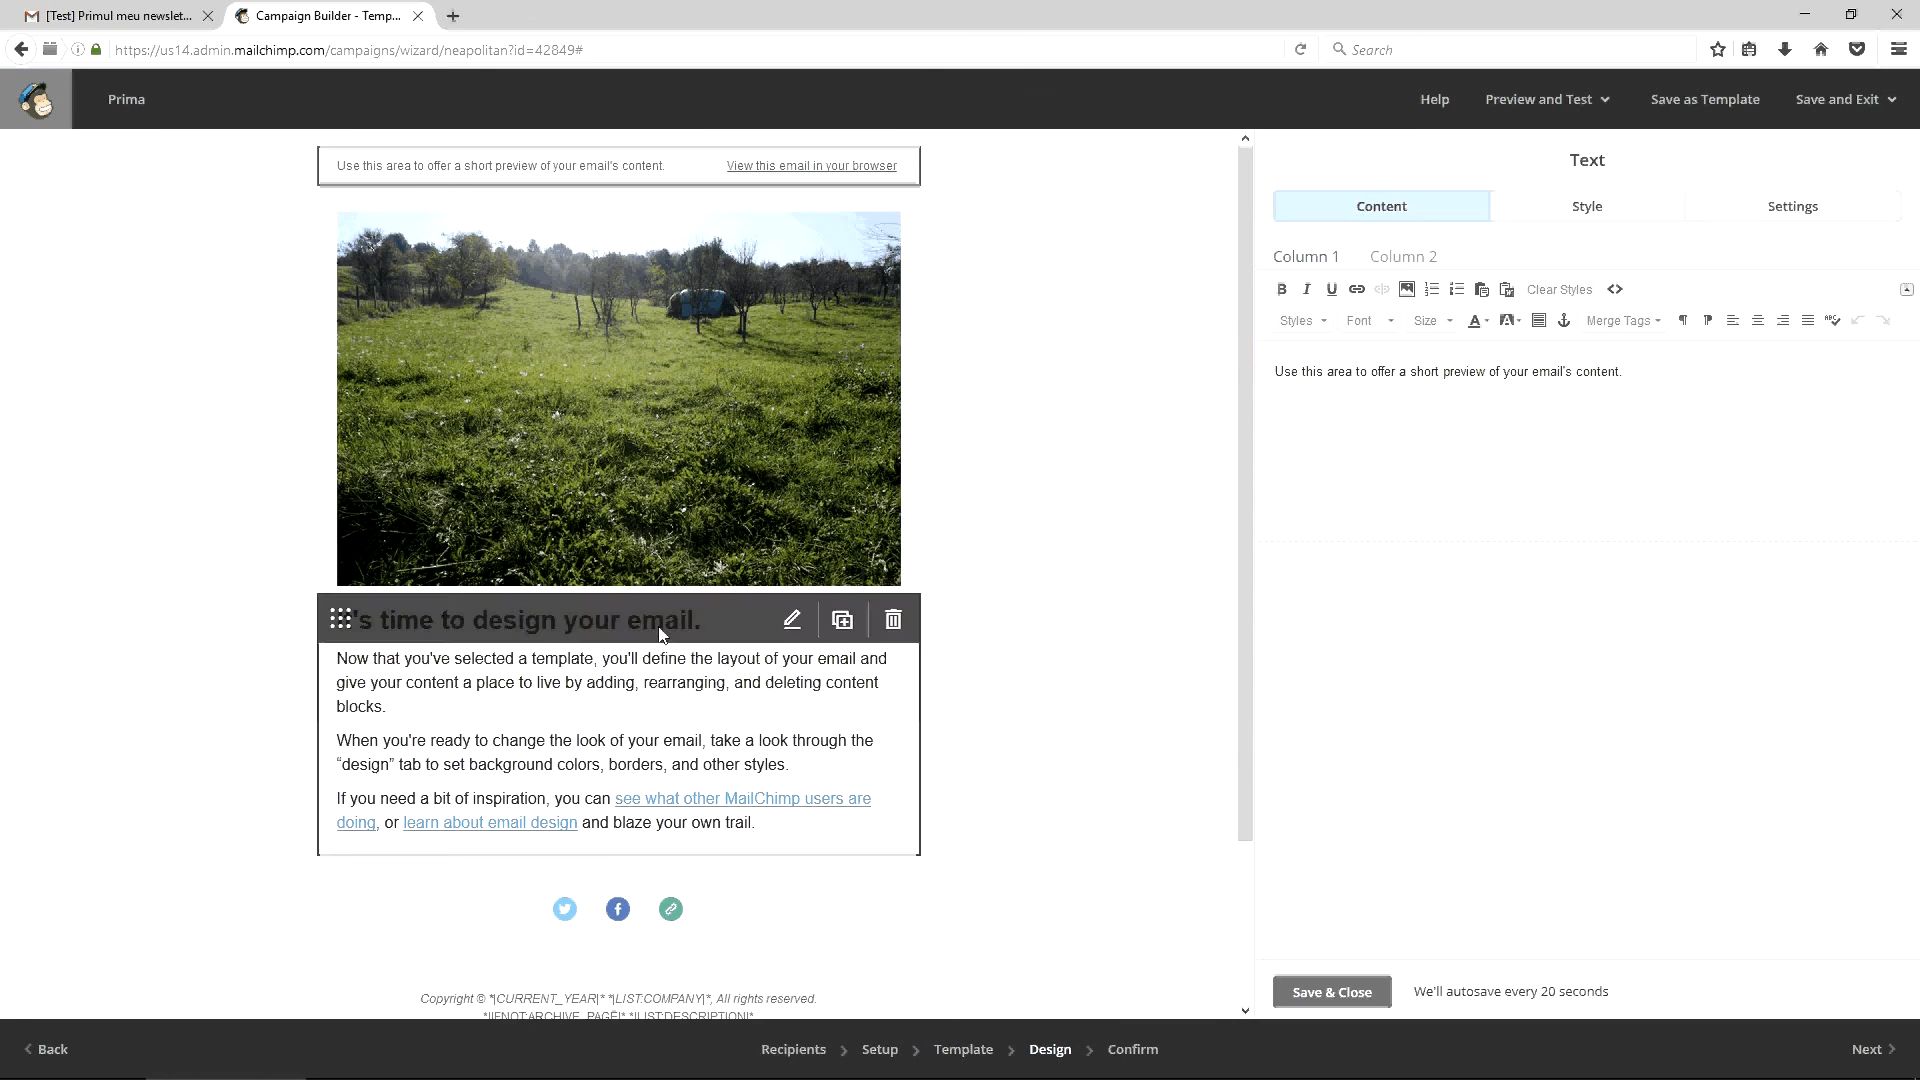 [Test] Primul meu newslet...
Campaign Builder - Temp...
https://us14.admin.mailchimp.com/campaigns/wizard/neapolitan?id=42849#
Search
Prima
Help
Preview and Test
Save as Template
Save and Exit
Use this area to offer a short preview of your email's content.
View this email in your browser
's time to design your email.
Now that you've selected a template, you'll define the layout of your email and
give your content a place to live by adding, rearranging, and deleting content
blocks.
When you're ready to change the look of your email, take a look through the
“design” tab to set background colors, borders, and other styles.
If you need a bit of inspiration, you can see what other MailChimp users are
doing, or learn about email design and blaze your own trail.
Copyright © *|CURRENT_YEAR|* *|LIST:COMPANY|*, All rights reserved.
*|IFNOT:ARCHIVE_PAGE|* *|LIST:DESCRIPTION|*
Text
Content
Style
Settings
Column 1
Column 2
B I U
Clear Styles
Styles
Font
Size
A
A
Merge Tags
ABC
Use this area to offer a short preview of your email's content.
Save & Close
We'll autosave every 20 seconds
Back
Recipients
Setup
Template
Design
Confirm
Next